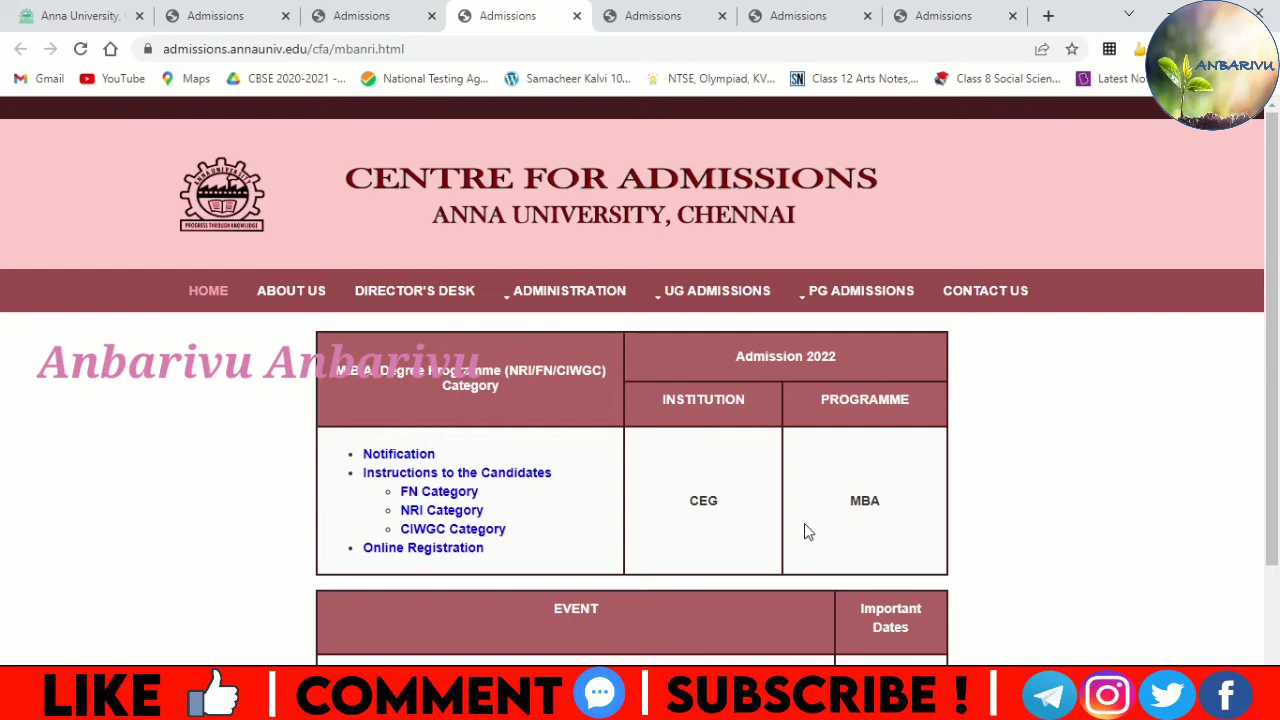 Anna University,
Admissions
Admissions
Admissions
Admissions
Admissions
Admissions
admissions.annauniv.edu/cfa/mbanri.html
Gmail
YouTube
Maps
CBSE 2020-2021 -...
National Testing Ag...
Samacheer Kalvi 10...
NTSE, Olympiad, KV...
Class 12 Arts Notes,...
Class 8 Social Scien...
Latest No
ANBARIVU
CENTRE FOR ADMISSIONS
ANNA UNIVERSITY, CHENNAI
PROGRESS THROUGH KNOWLEDGE
HOME
ABOUT US
DIRECTOR'S DESK
ADMINISTRATION
UG ADMISSIONS
PG ADMISSIONS
CONTACT US
Anbarivu Anbarivu
M.B.A. Degree Programme (NRI/FN/CIWGC)
Category
Admission 2022
INSTITUTION
PROGRAMME
Notification
Instructions to the Candidates
FN Category
NRI Category
CIWGC Category
Online Registration
CEG
MBA
EVENT
Important
Dates
LIKE | COMMENT | SUBSCRIBE ! |